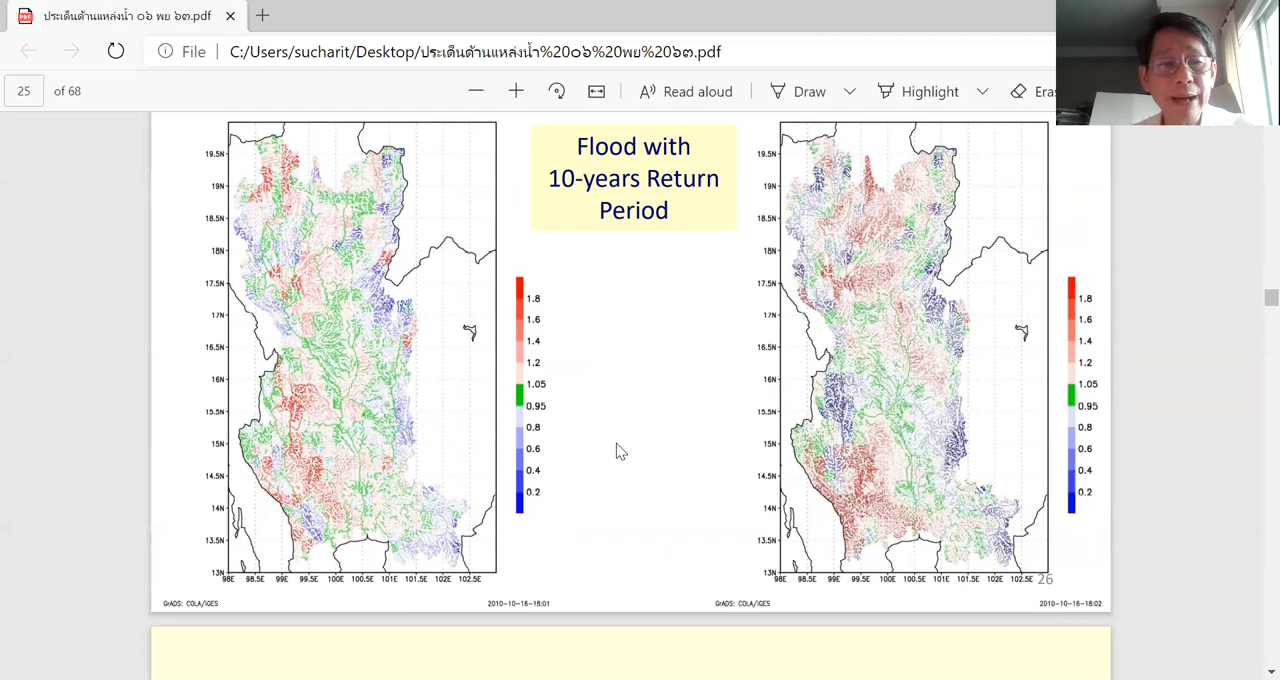 ประเด็นด้านแหล่งน้ำ ๐๖ พย ๖๓.pdf
File
C:/Users/sucharit/Desktop/ประเด็นด้านแหล่งน้ำ%20๐๖%20พย%20๖๓.pdf
25 of 68
Read aloud
Draw
Highlight
Eras
Flood with
10-years Return
Period
19.5N
19N
18.5N
18N
17.5N
17N
16.5N
16N
15.5N
15N
14.5N
14N
13.5N
13N
98E 98.5E 99E 99.5E 100E 100.5E 101E 101.5E 102E 102.5E
1.8
1.6
1.4
1.2
1.05
0.95
0.8
0.6
0.4
0.2
GrADS: COLA/IGES
2010-10-16-18:01
19.5N
19N
18.5N
18N
17.5N
17N
16.5N
16N
15.5N
15N
14.5N
14N
13.5N
13N
98E 98.5E 99E 99.5E 100E 100.5E 101E 101.5E 102E 102.5E
1.8
1.6
1.4
1.2
1.05
0.95
0.8
0.6
0.4
0.2
26
GrADS: COLA/IGES
2010-10-16-18:02